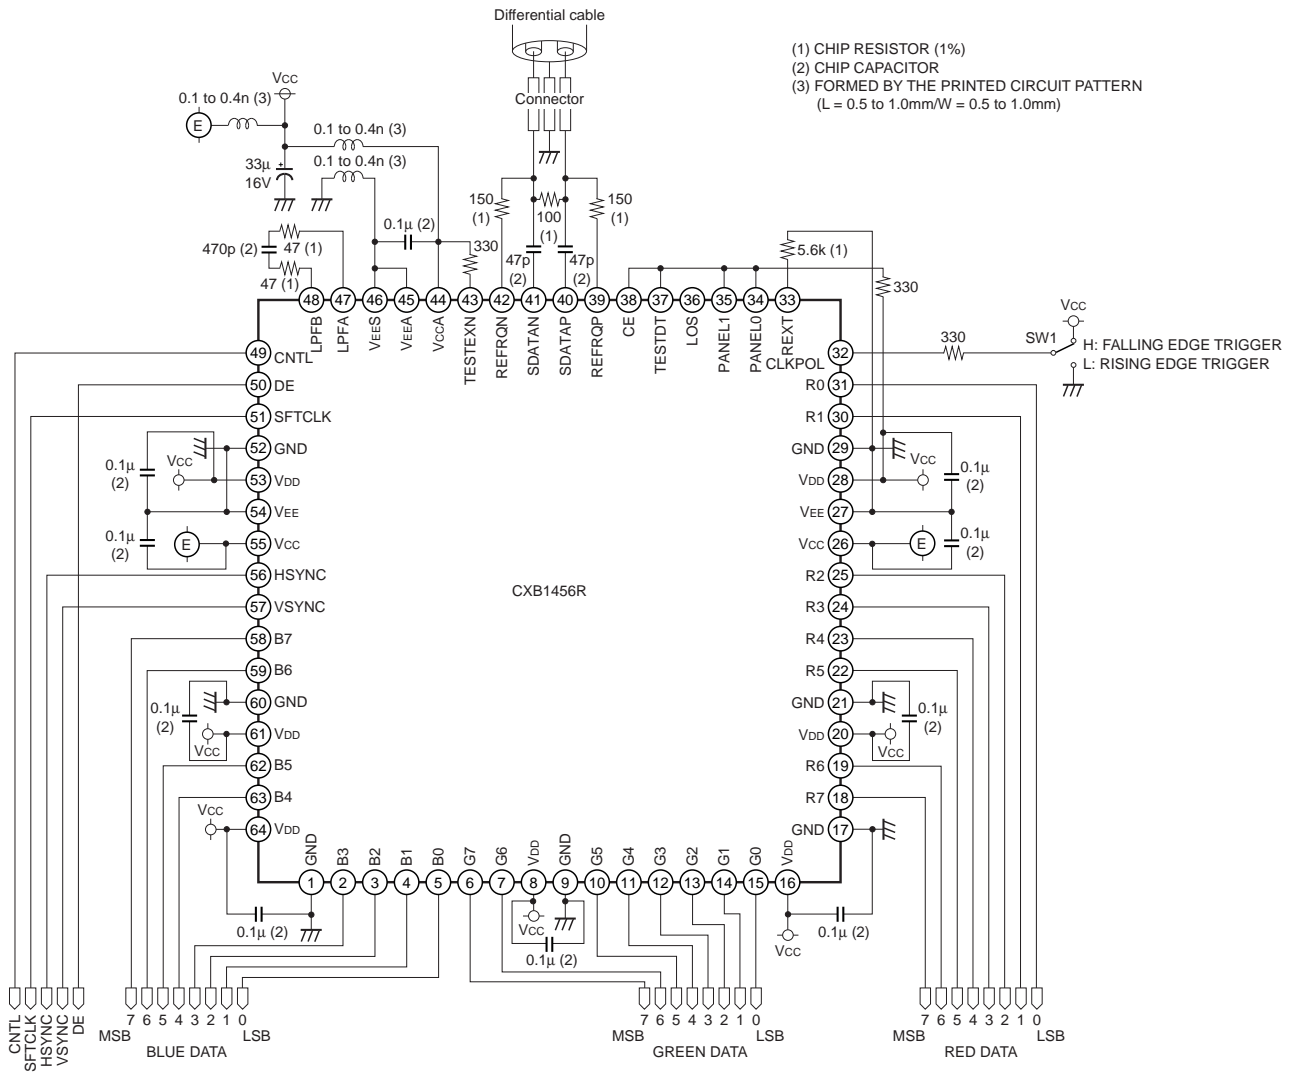 Differential cable
(1) CHIP RESISTOR (1%)
(2) CHIP CAPACITOR
(3) FORMED BY THE PRINTED CIRCUIT PATTERN
(L = 0.5 to 1.0mm/W = 0.5 to 1.0mm)
VCC
0.1 to 0.4n (3)
E
Connector
0.1 to 0.4n (3)
0.1 to 0.4n (3)
33µ
16V
150
(1)
100
(1)
150
(1)
0.1µ (2)
330
470p (2)
47 (1)
47 (1)
47p
(2)
47p
(2)
5.6k (1)
330
48 47 46 45 44 43 42 41 40 39 38 37 36 35 34 33
LPFB
LPFA
VEES
VEEA
VCCA
TESTEXN
REFRQN
SDATAN
SDATAP
REFRQP
CE
TESTDT
LOS
PANEL1
PANEL0
REXT
VCC
330
SW1
H: FALLING EDGE TRIGGER
L: RISING EDGE TRIGGER
49 CNTL
50 DE
51 SFTCLK
52 GND
53 VDD
54 VEE
55 VCC
56 HSYNC
57 VSYNC
58 B7
59 B6
60 GND
61 VDD
62 B5
63 B4
64 VDD
0.1µ
(2)
VCC
0.1µ
(2)
E
0.1µ
(2)
VCC
VCC
CXB1456R
CLKPOL 32
R0 31
R1 30
GND 29
VDD 28
VEE 27
VCC 26
R2 25
R3 24
R4 23
R5 22
GND 21
VDD 20
R6 19
R7 18
GND 17
VCC
0.1µ
(2)
E
0.1µ
(2)
0.1µ
(2)
VCC
GND
B3
B2
B1
B0
G7
G6
VDD
GND
G5
G4
G3
G2
G1
G0
VDD
1 2 3 4 5 6 7 8 9 10 11 12 13 14 15 16
0.1µ (2)
VCC
0.1µ (2)
VCC
0.1µ (2)
CNTL
SFTCLK
HSYNC
VSYNC
DE
7 6 5 4 3 2 1 0
MSB LSB
BLUE DATA
7 6 5 4 3 2 1 0
MSB LSB
GREEN DATA
7 6 5 4 3 2 1 0
MSB LSB
RED DATA